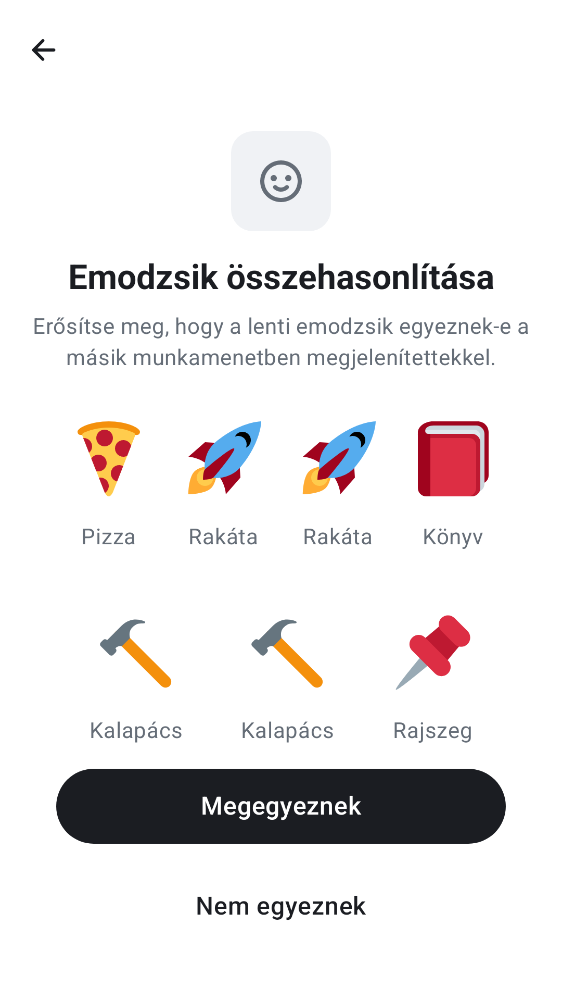 Emodzsik összehasonlítása
Erősítse meg, hogy a lenti emodzsik egyeznek-e a
másik munkamenetben megjelenítettekkel.
Pizza Rakáta Rakáta Könyv
Kalapács Kalapács Rajszeg
Megegyeznek
Nem egyeznek